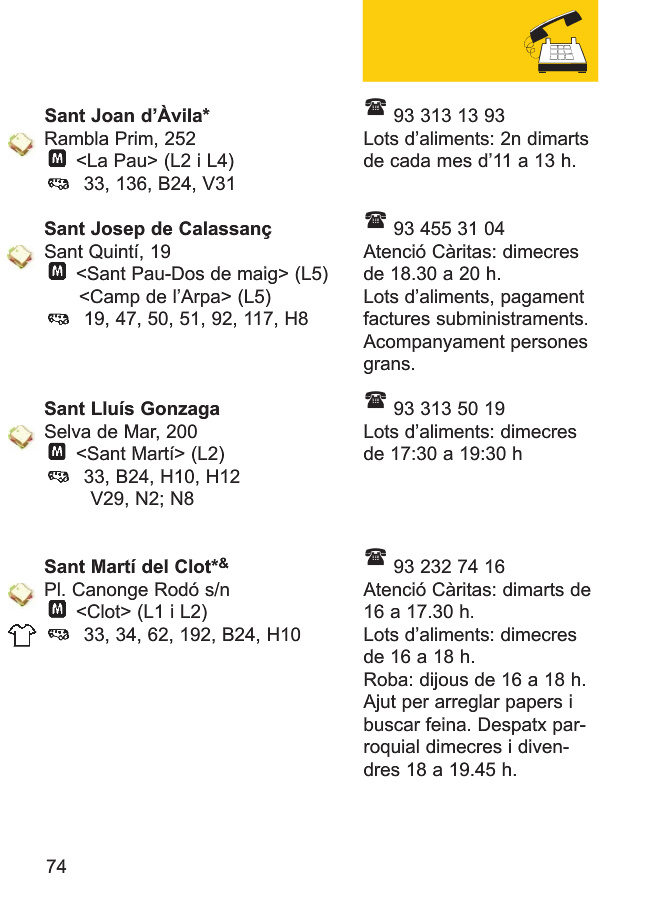 Sant Joan d'Àvila*
Rambla Prim, 252
M <La Pau> (L2 i L4)
33, 136, B24, V31
93 313 13 93
Lots d'aliments: 2n dimarts
de cada mes d'11 a 13 h.
Sant Josep de Calassanç
Sant Quintí, 19
M <Sant Pau-Dos de maig> (L5)
<Camp de l'Arpa> (L5)
19, 47, 50, 51, 92, 117, H8
93 455 31 04
Atenció Càritas: dimecres
de 18.30 a 20 h.
Lots d'aliments, pagament
factures subministraments.
Acompanyament persones
grans.
Sant Lluís Gonzaga
Selva de Mar, 200
M <Sant Martí> (L2)
33, B24, H10, H12
V29, N2; N8
93 313 50 19
Lots d'aliments: dimecres
de 17:30 a 19:30 h
Sant Martí del Clot*&
Pl. Canonge Rodó s/n
M <Clot> (L1 i L2)
33, 34, 62, 192, B24, H10
93 232 74 16
Atenció Càritas: dimarts de
16 a 17.30 h.
Lots d'aliments: dimecres
de 16 a 18 h.
Roba: dijous de 16 a 18 h.
Ajut per arreglar papers i
buscar feina. Despatx par-
roquial dimecres i diven-
dres 18 a 19.45 h.
74